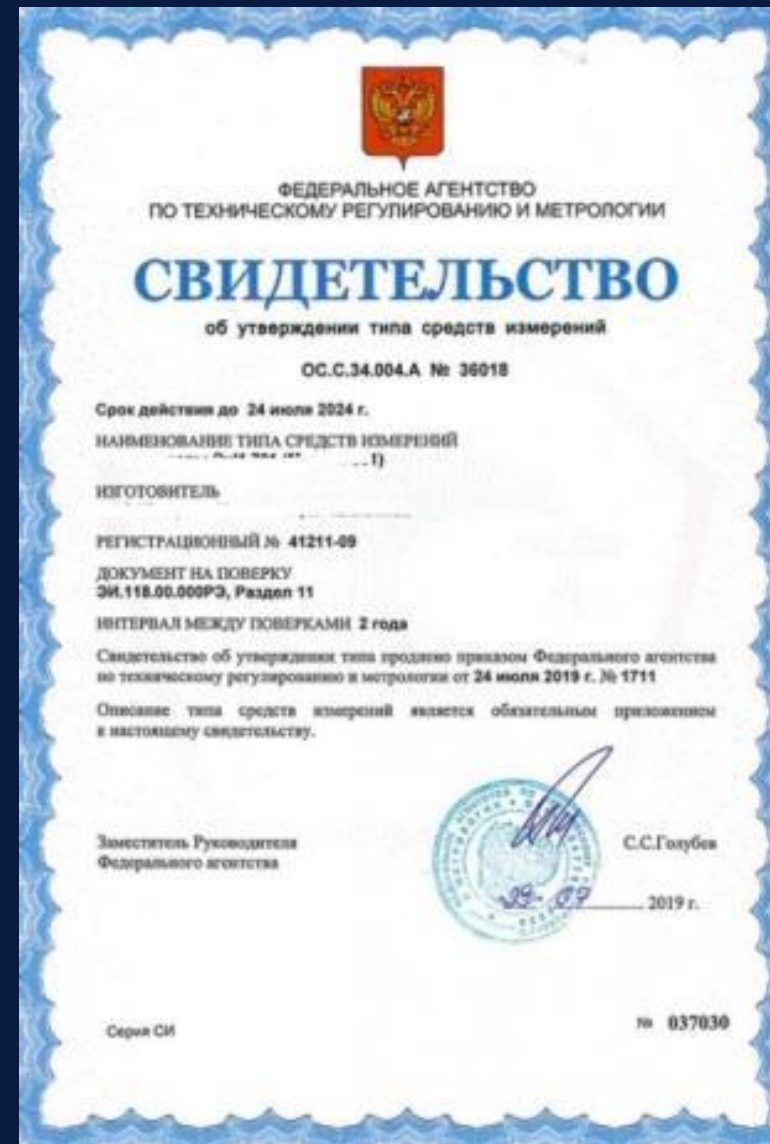 ФЕДЕРАЛЬНОЕ АГЕНТСТВО
ПО ТЕХНИЧЕСКОМУ РЕГУЛИРОВАНИЮ И МЕТРОЛОГИИ
СВИДЕТЕЛЬСТВО
об утверждении типа средств измерений
ОС.С.34.004.А № 36018
Срок действия до 24 июля 2024 г.
НАИМЕНОВАНИЕ ТИПА СРЕДСТВ ИЗМЕРЕНИЙ
ИЗГОТОВИТЕЛЬ
РЕГИСТРАЦИОННЫЙ № 41211-09
ДОКУМЕНТ НА ПОВЕРКУ
ЭИ.118.00.000РЭ, Раздел 11
ИНТЕРВАЛ МЕЖДУ ПОВЕРКАМИ 2 года
Свидетельство об утверждении типа продлено приказом Федерального агентства
по техническому регулированию и метрологии от 24 июля 2019 г. № 1711
Описание типа средств измерений является обязательным приложением
к настоящему свидетельству.
Заместитель Руководителя
Федерального агентства
С.С.Голубев
29- 07 2019 г.
Серия СИ
№ 037030